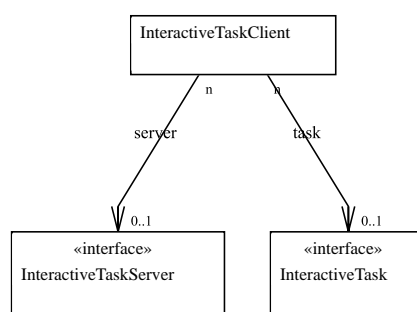 InteractiveTaskClient
n n
server task
0..1 0..1
«interface» «interface»
InteractiveTaskServer InteractiveTask